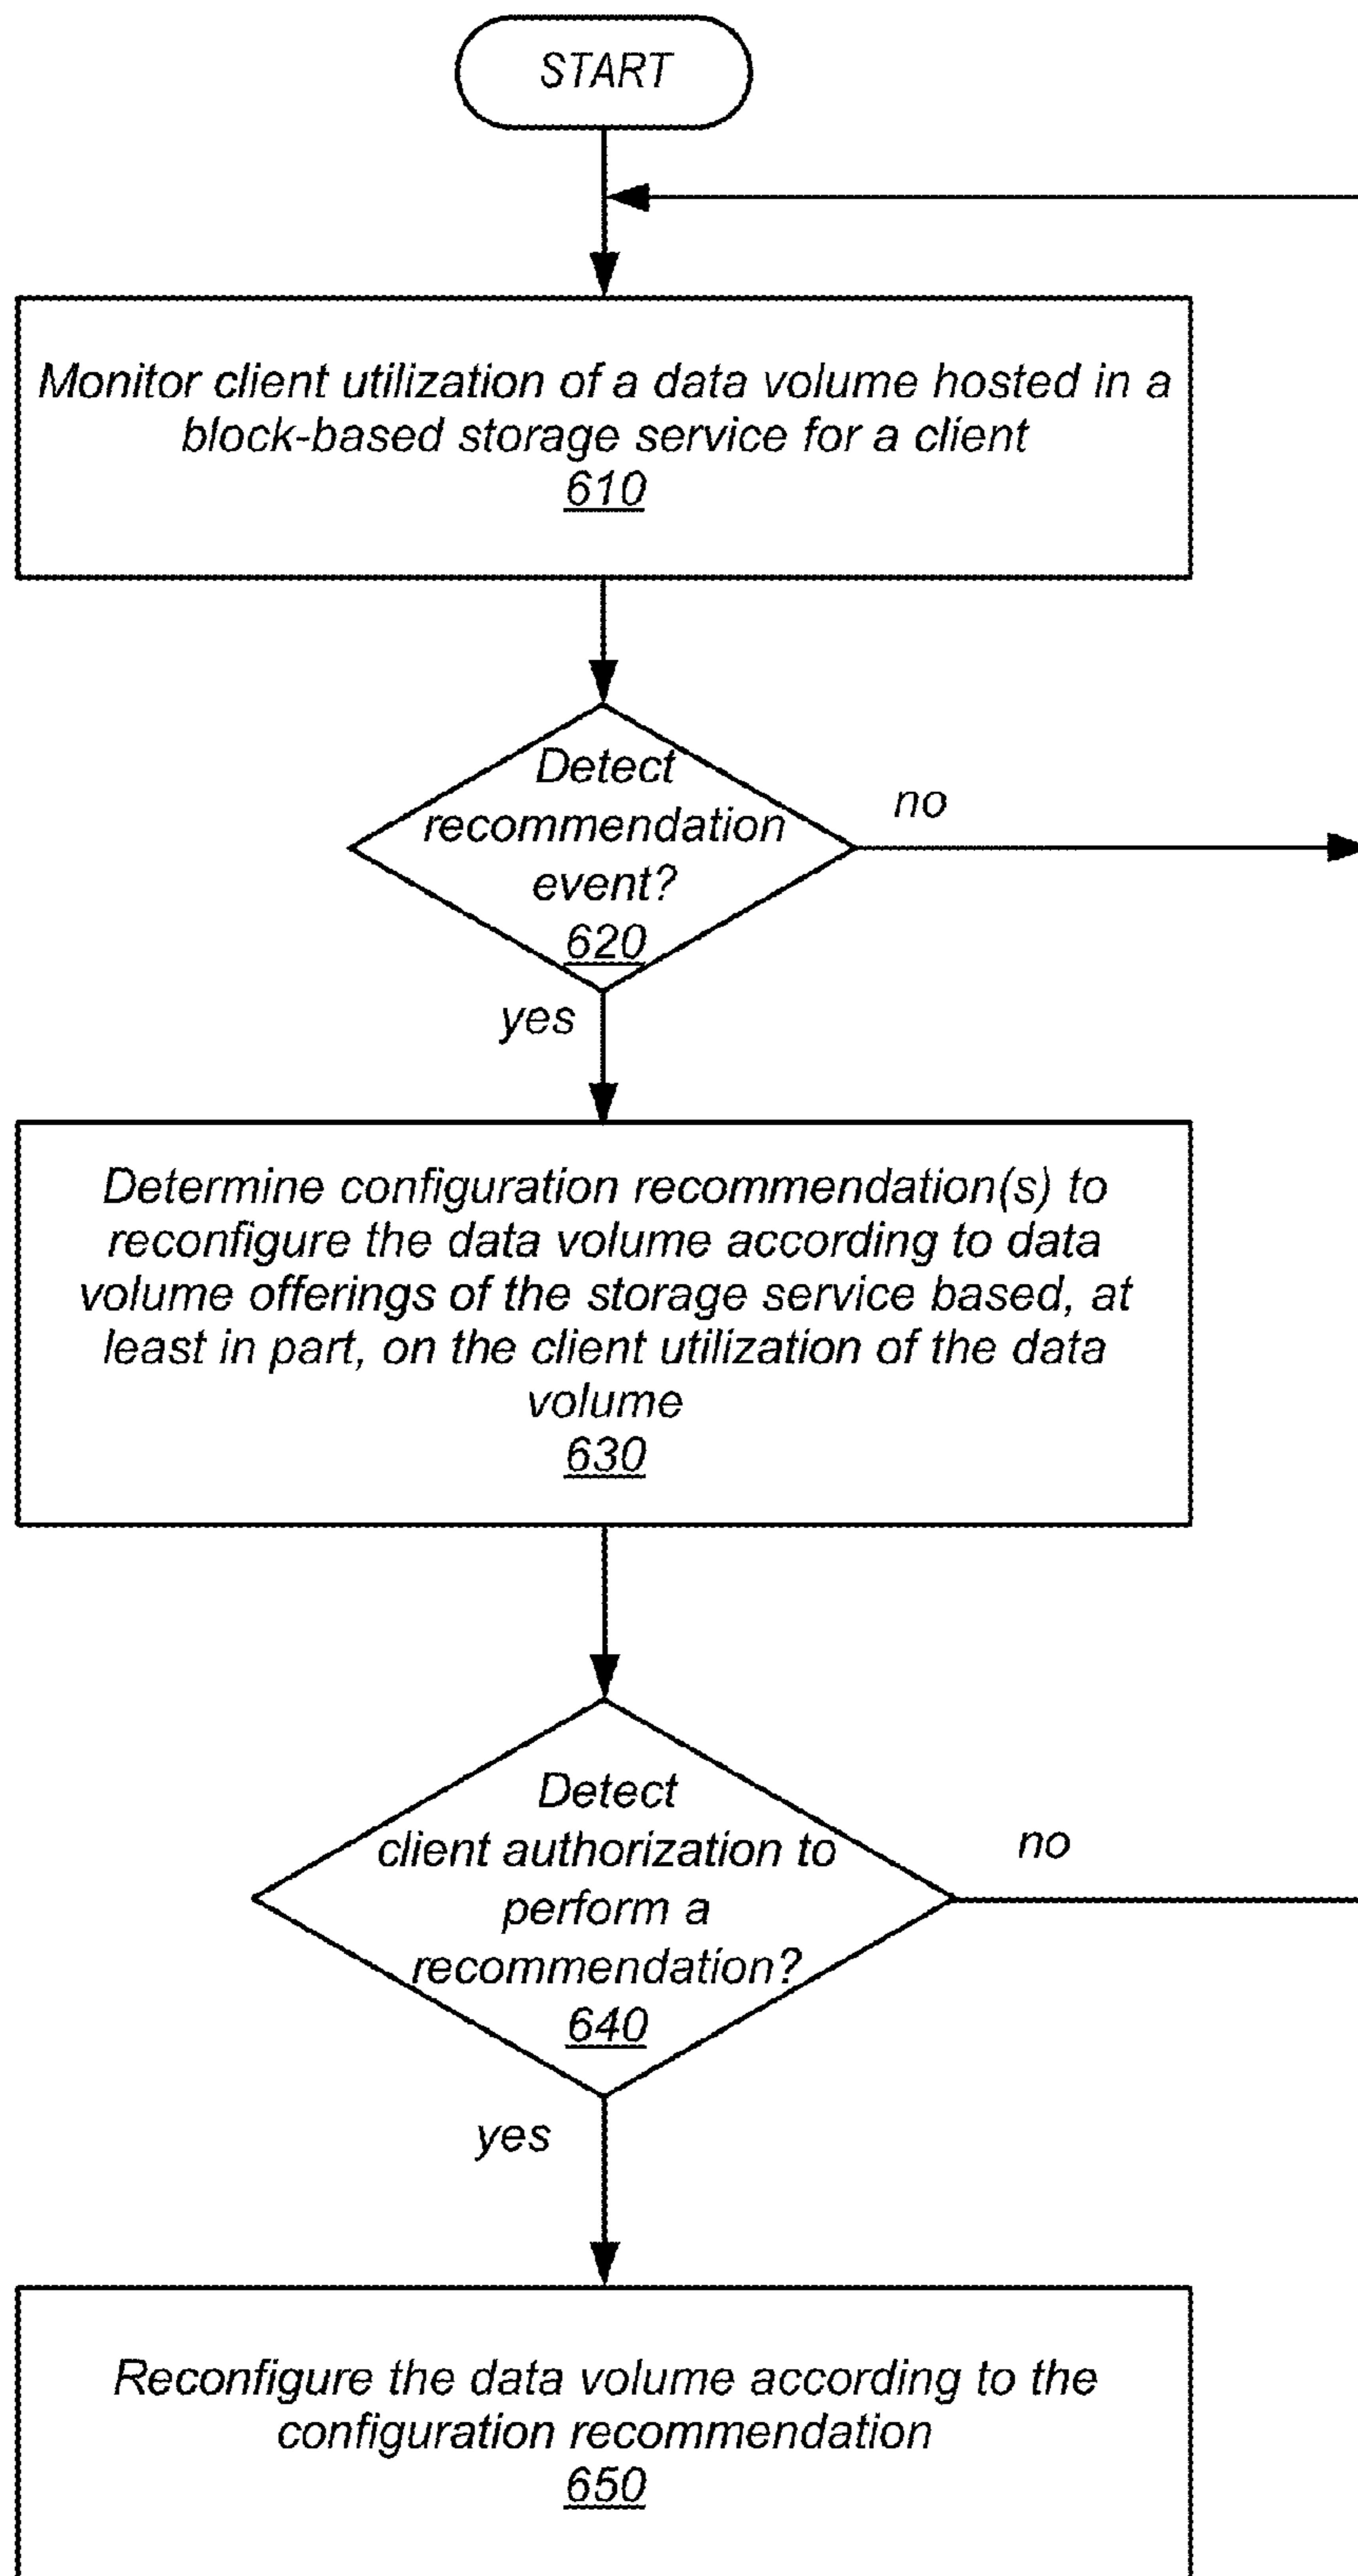 START
Monitor client utilization of a data volume hosted in a
block-based storage service for a client
610
Detect
recommendation
event?
620
no
yes
Determine configuration recommendation(s) to
reconfigure the data volume according to data
volume offerings of the storage service based, at
least in part, on the client utilization of the data
volume
630
Detect
client authorization to
perform a
recommendation?
640
no
yes
Reconfigure the data volume according to the
configuration recommendation
650